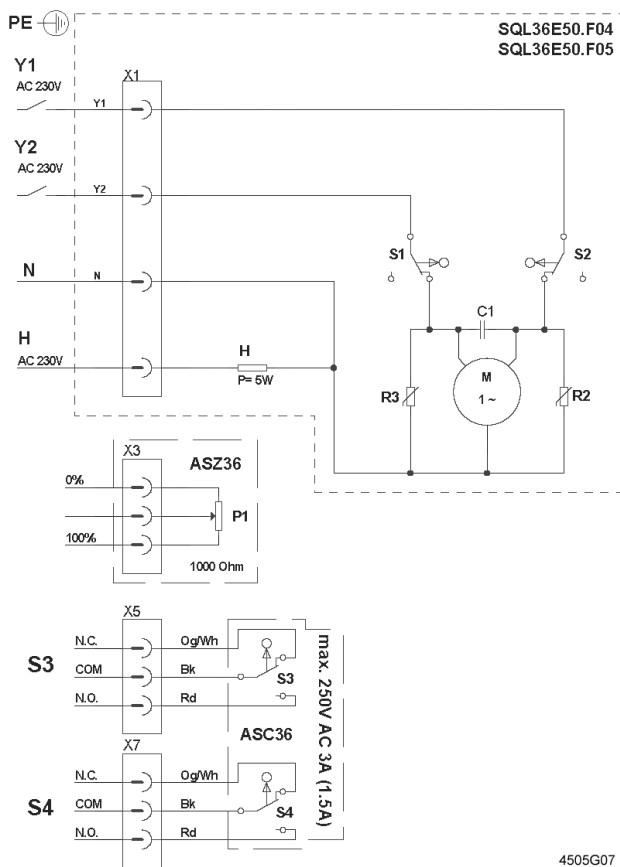 PE
SQL36E50.F04
SQL36E50.F05
Y1
AC 230V
X1
Y1
Y2
AC 230V
Y2
S1
S2
N
N
C1
H
AC 230V
H
P= 5W
M
1 ~
R3
R2
X3
ASZ36
0%
P1
100%
1000 Ohm
X5
N.C.
Og/Wh
S3
COM
Bk
S3
N.O.
Rd
max. 250V AC 3A (1.5A)
X7
ASC36
N.C.
Og/Wh
S4
COM
Bk
S4
N.O.
Rd
4505G07